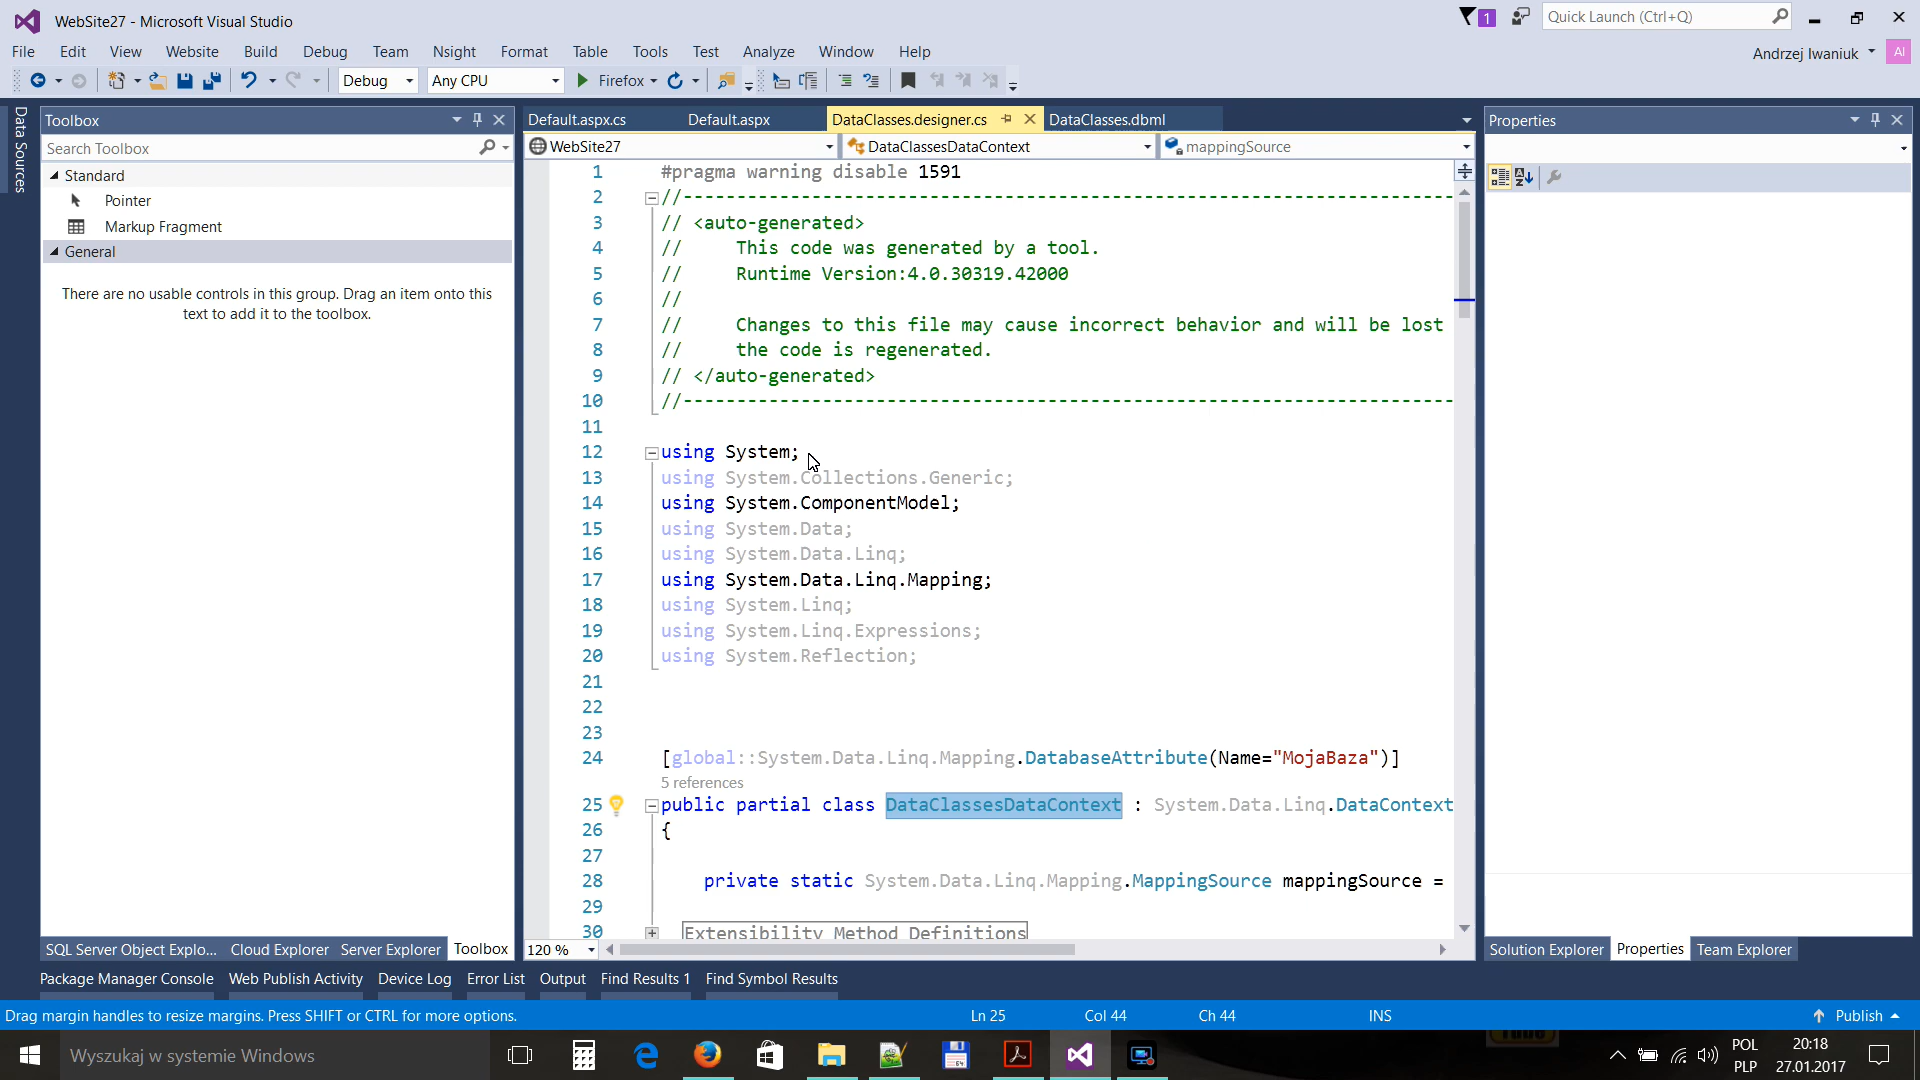 WebSite27 - Microsoft Visual Studio
1
Quick Launch (Ctrl+Q)
File Edit View Website Build Debug Team Nsight Format Table Tools Test Analyze Window Help
Andrzej Iwaniuk AI
Debug Any CPU Firefox
Data Sources
Toolbox
Search Toolbox
Standard
Pointer
Markup Fragment
General
There are no usable controls in this group. Drag an item onto this
text to add it to the toolbox.
Default.aspx.cs Default.aspx DataClasses.designer.cs DataClasses.dbml
WebSite27 DataClassesDataContext mappingSource
1 #pragma warning disable 1591
2 //------------------------------------------------------------------------
3 // <auto-generated>
4 // This code was generated by a tool.
5 // Runtime Version:4.0.30319.42000
6 //
7 // Changes to this file may cause incorrect behavior and will be lost
8 // the code is regenerated.
9 // </auto-generated>
10 //------------------------------------------------------------------------
11
12 using System;
13 using System.Collections.Generic;
14 using System.ComponentModel;
15 using System.Data;
16 using System.Data.Linq;
17 using System.Data.Linq.Mapping;
18 using System.Linq;
19 using System.Linq.Expressions;
20 using System.Reflection;
21
22
23
24 [global::System.Data.Linq.Mapping.DatabaseAttribute(Name="MojaBaza")]
5 references
25 public partial class DataClassesDataContext : System.Data.Linq.DataContext
26 {
27
28 private static System.Data.Linq.Mapping.MappingSource mappingSource =
29
30 Extensibility Method Definitions
120 %
Properties
SQL Server Object Explo... Cloud Explorer Server Explorer Toolbox
Solution Explorer Properties Team Explorer
Package Manager Console Web Publish Activity Device Log Error List Output Find Results 1 Find Symbol Results
Drag margin handles to resize margins. Press SHIFT or CTRL for more options.
Ln 25 Col 44 Ch 44 INS Publish
Wyszukaj w systemie Windows
POL
PLP
20:18
27.01.2017